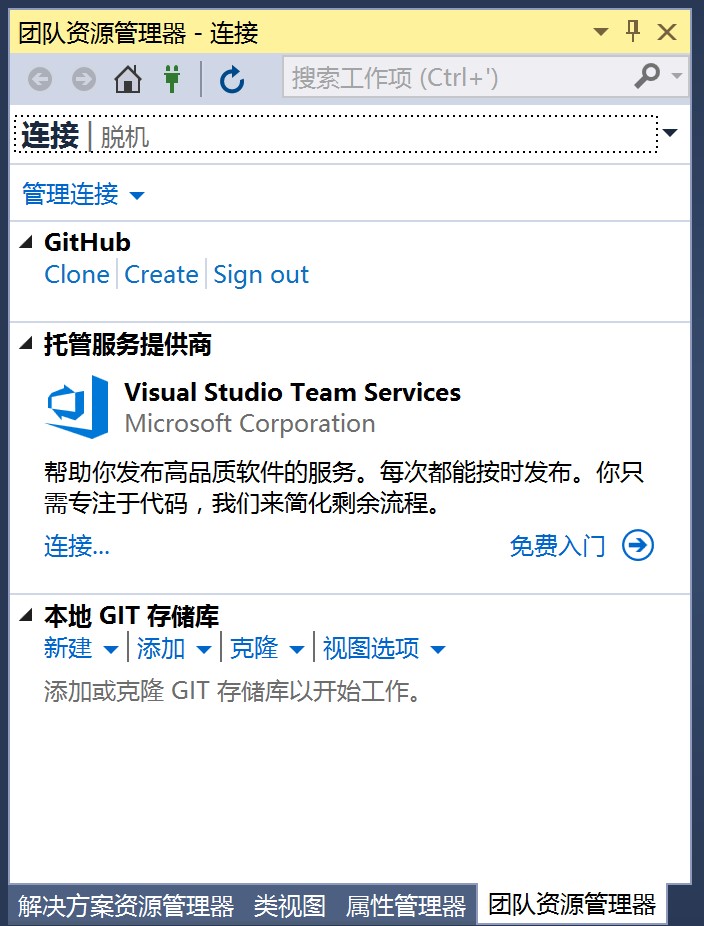 团队资源管理器 - 连接
搜索工作项 (Ctrl+')
连接 | 脱机
管理连接
GitHub
Clone | Create | Sign out
托管服务提供商
Visual Studio Team Services
Microsoft Corporation
帮助你发布高品质软件的服务。每次都能按时发布。你只
需专注于代码，我们来简化剩余流程。
连接... 免费入门
本地 GIT 存储库
新建 | 添加 | 克隆 | 视图选项
添加或克隆 GIT 存储库以开始工作。
解决方案资源管理器 类视图 属性管理器 团队资源管理器